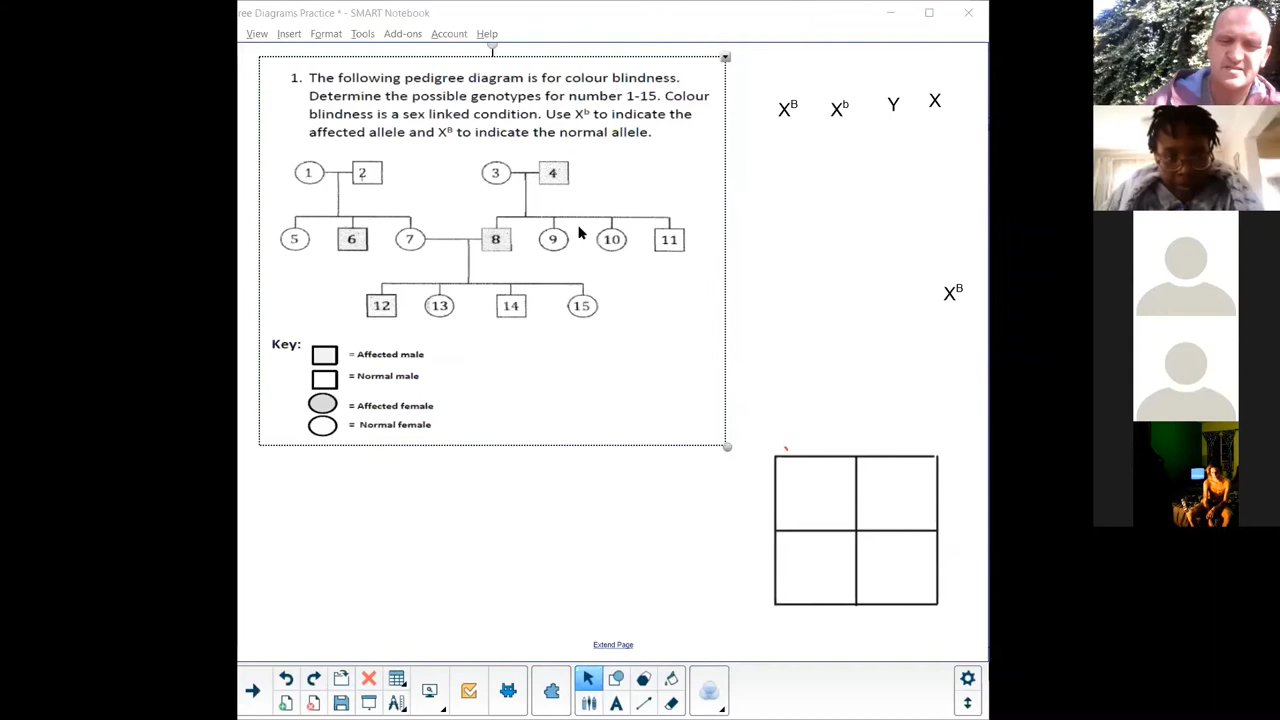 ree Diagrams Practice * - SMART Notebook
View Insert Format Tools Add-ons Account Help
1. The following pedigree diagram is for colour blindness.
Determine the possible genotypes for number 1-15. Colour
blindness is a sex linked condition. Use Xᵇ to indicate the
affected allele and Xᴮ to indicate the normal allele.
Xᴮ Xᵇ Y X
1 2 3 4
5 6 7 8 9 10 11
Xᴮ
12 13 14 15
Key:
= Affected male
= Normal male
= Affected female
= Normal female
Extend Page